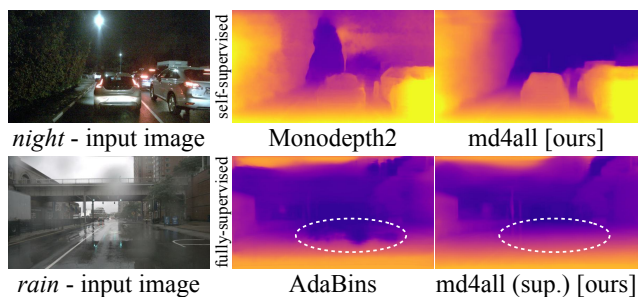 self-supervised
night - input image Monodepth2 md4all [ours]
fully-supervised
rain - input image AdaBins md4all (sup.) [ours]